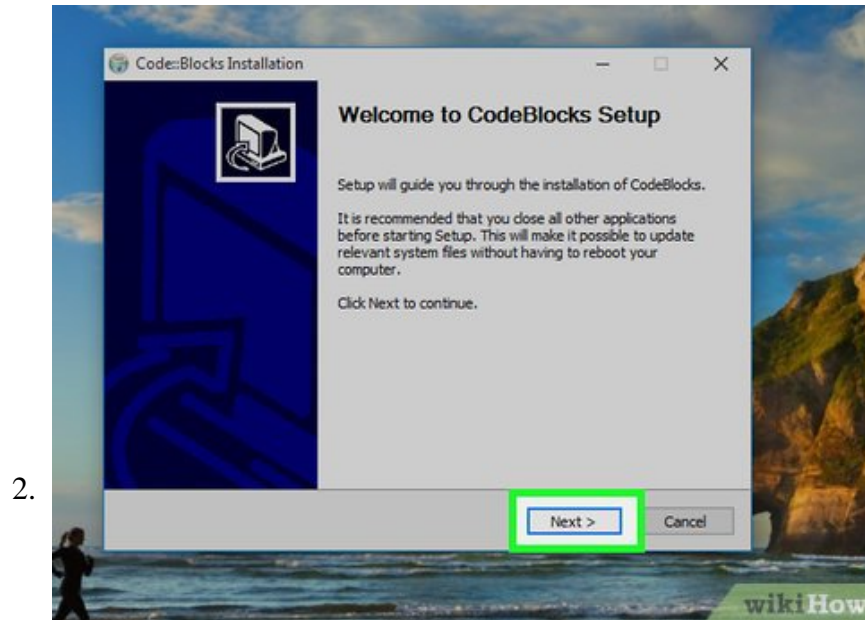 Code::Blocks Installation
Welcome to CodeBlocks Setup
Setup will guide you through the installation of CodeBlocks.
It is recommended that you close all other applications
before starting Setup. This will make it possible to update
relevant system files without having to reboot your
computer.
Click Next to continue.
2.
Next >
Cancel
wikiHow